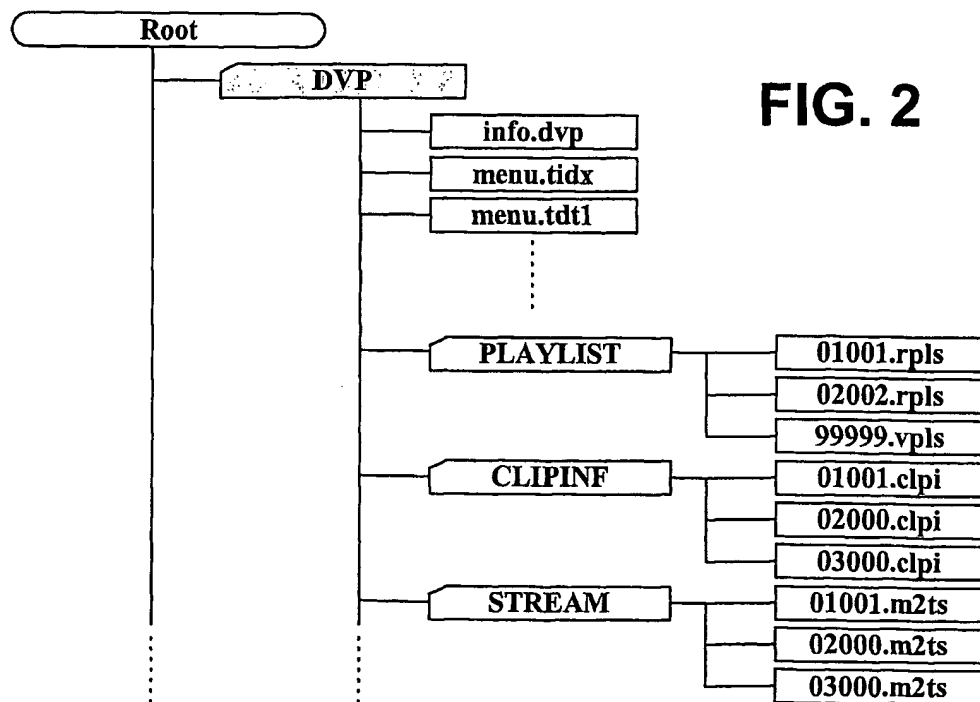 Root
DVP
FIG. 2
info.dvp
menu.tidx
menu.tdt1
PLAYLIST
01001.rpls
02002.rpls
99999.vpls
CLIPINF
01001.clpi
02000.clpi
03000.clpi
STREAM
01001.m2ts
02000.m2ts
03000.m2ts